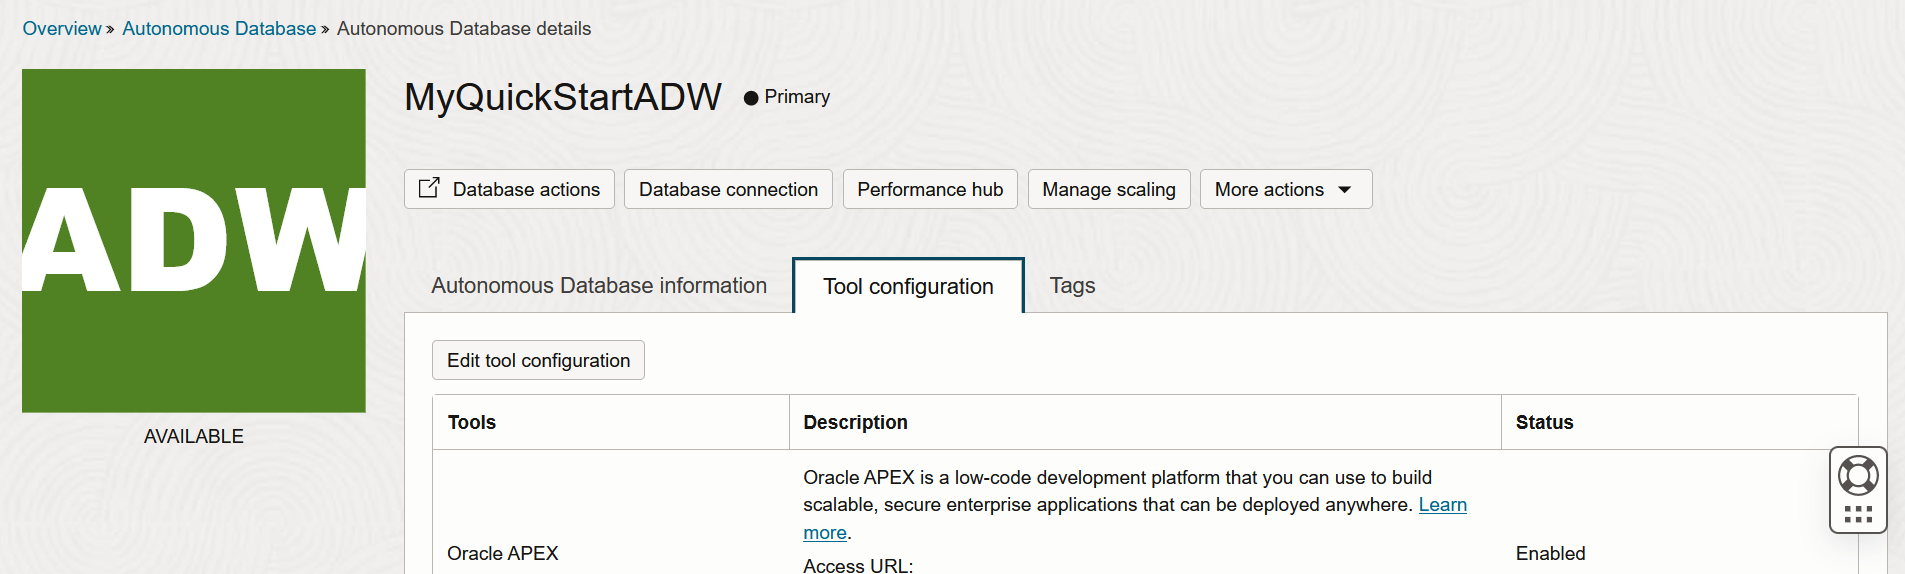 Overview » Autonomous Database » Autonomous Database details
ADW
AVAILABLE
MyQuickStartADW ● Primary
Database actions Database connection Performance hub Manage scaling More actions
Autonomous Database information Tool configuration Tags
Edit tool configuration
Tools Description Status
Oracle APEX is a low-code development platform that you can use to build
scalable, secure enterprise applications that can be deployed anywhere. Learn
more.
Oracle APEX Enabled
Access URL: